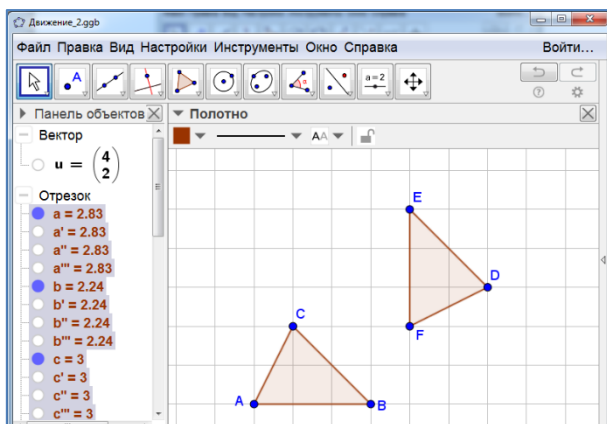 Движение_2.ggb
Файл Правка Вид Настройки Инструменты Окно Справка Войти...
A a=2
Панель объектов Полотно
Вектор AA
u = (4 2)
Отрезок
a = 2.83
a' = 2.83
a'' = 2.83
a''' = 2.83
b = 2.24
b' = 2.24
b'' = 2.24
b''' = 2.24
c = 3
c' = 3
c'' = 3
c''' = 3
E
D
C
F
A B